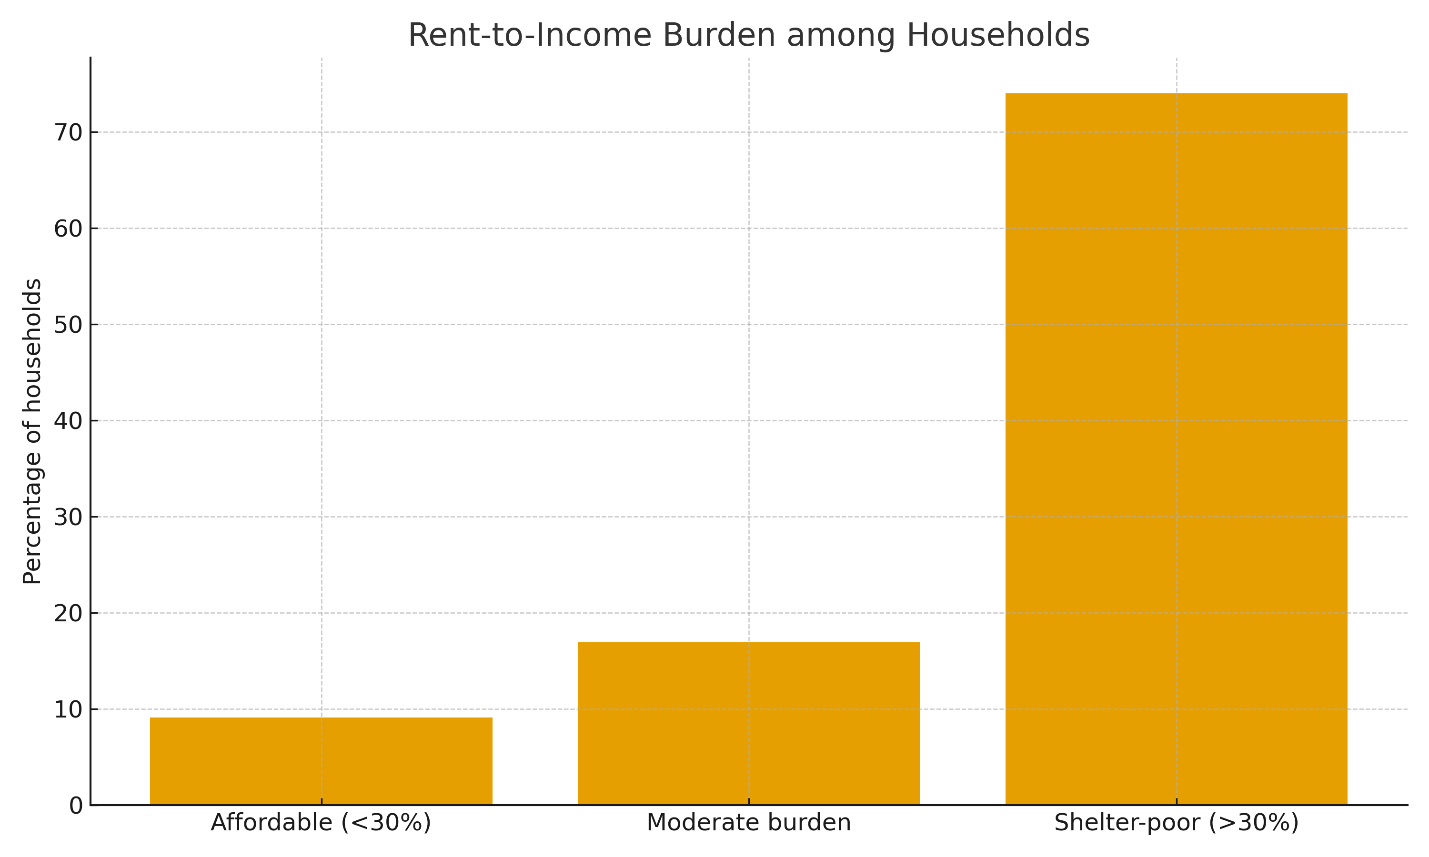 Rent-to-Income Burden among Households
Percentage of households
70
60
50
40
30
20
10
0
Affordable (<30%)
Moderate burden
Shelter-poor (>30%)